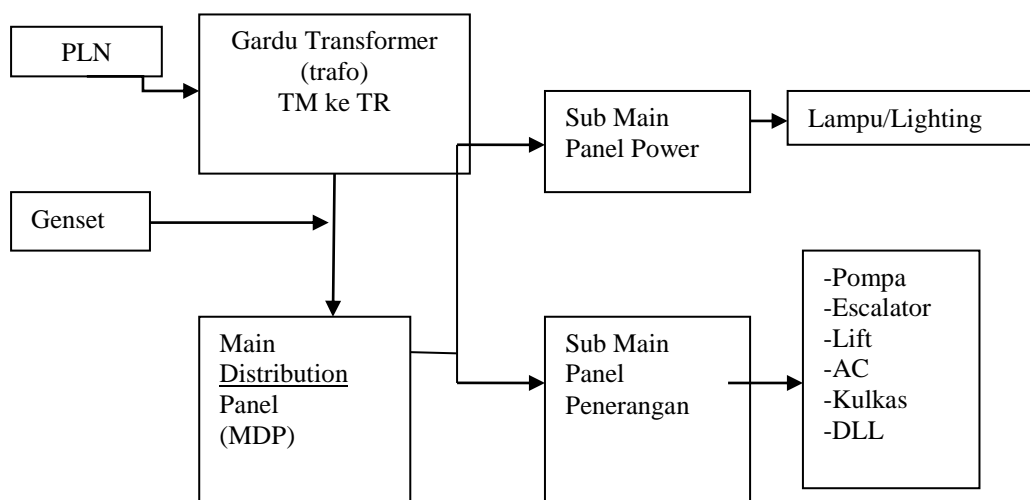 PLN
Gardu Transformer
(trafo)
TM ke TR
Sub Main
Panel Power
Lampu/Lighting
Genset
Main
Distribution
Panel
(MDP)
Sub Main
Panel
Penerangan
-Pompa
-Escalator
-Lift
-AC
-Kulkas
-DLL